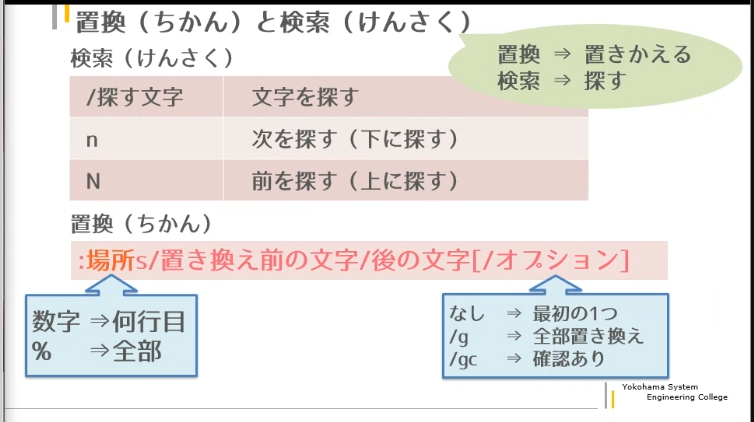 置換（ちかん）と検索（けんさく）
置換 ⇒ 置きかえる
検索 ⇒ 探す
検索（けんさく）
/探す文字 文字を探す
n 次を探す（下に探す）
N 前を探す（上に探す）
置換（ちかん）
:場所s/置き換え前の文字/後の文字[/オプション]
数字 ⇒何行目
% ⇒全部
なし ⇒ 最初の1つ
/g ⇒ 全部置き換え
/gc ⇒ 確認あり
Yokohama System
Engineering College